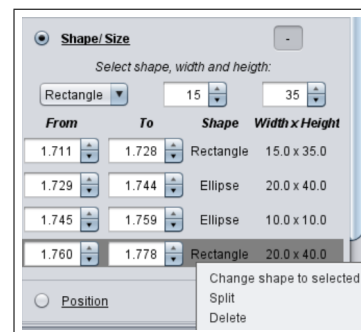 Shape/Size -
Select shape, width and heigth:
Rectangle 15 35
From To Shape Width x Height
1.711 1.728 Rectangle 15.0 x 35.0
1.729 1.744 Ellipse 20.0 x 40.0
1.745 1.759 Ellipse 10.0 x 10.0
1.760 1.778 Rectangle 20.0 x 40.0
Change shape to selected
Position Split
Delete